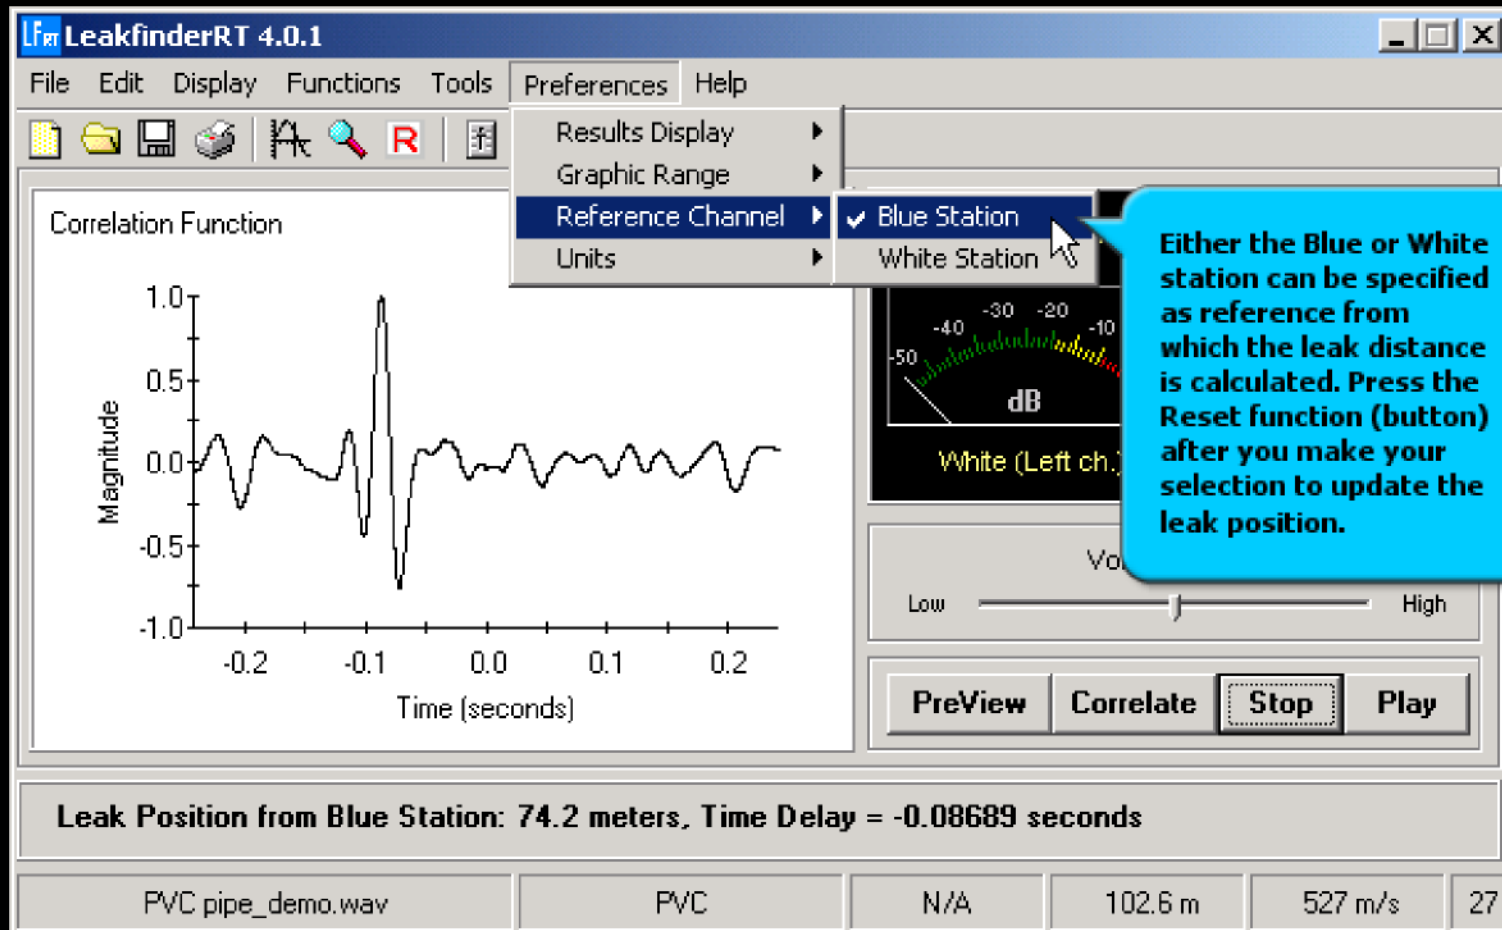 LFRT LeakfinderRT 4.0.1
File Edit Display Functions Tools Preferences Help
R f
Results Display
Graphic Range
Reference Channel
Units
Blue Station
White Station
Either the Blue or White
station can be specified
as reference from
which the leak distance
is calculated. Press the
Reset function (button)
after you make your
selection to update the
leak position.
Correlation Function
1.0
0.5
0.0
-0.5
-1.0
Magnitude
-0.2 -0.1 0.0 0.1 0.2
Time (seconds)
-50 -40 -30 -20 -10
dB
White (Left ch.)
Low High
PreView Correlate Stop Play
Leak Position from Blue Station: 74.2 meters, Time Delay = -0.08689 seconds
PVC pipe_demo.wav PVC N/A 102.6 m 527 m/s 27